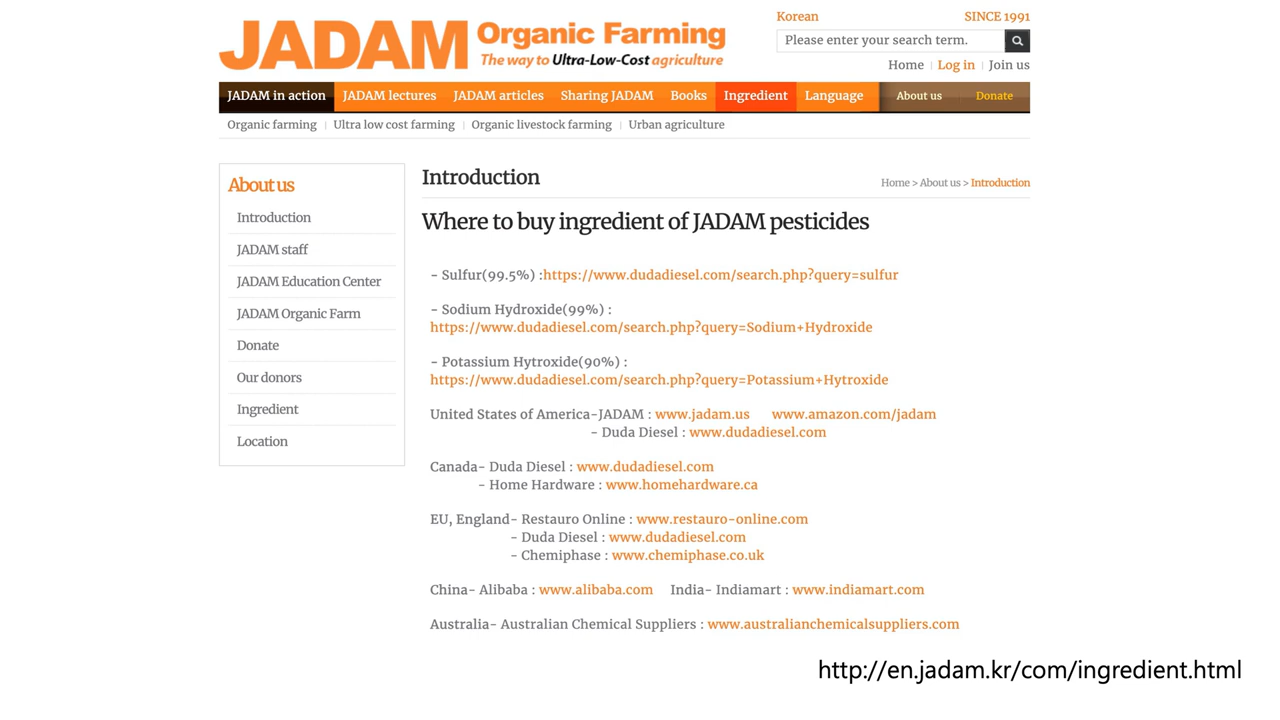 JADAM Organic Farming
The way to Ultra-Low-Cost agriculture
Korean SINCE 1991
Please enter your search term.
Home Log in Join us
JADAM in action JADAM lectures JADAM articles Sharing JADAM Books Ingredient Language About us Donate
Organic farming Ultra low cost farming Organic livestock farming Urban agriculture
About us
Introduction
JADAM staff
JADAM Education Center
JADAM Organic Farm
Donate
Our donors
Ingredient
Location
Introduction
Home > About us > Introduction
Where to buy ingredient of JADAM pesticides
- Sulfur(99.5%) :https://www.dudadiesel.com/search.php?query=sulfur
- Sodium Hydroxide(99%) :
https://www.dudadiesel.com/search.php?query=Sodium+Hydroxide
- Potassium Hytroxide(90%) :
https://www.dudadiesel.com/search.php?query=Potassium+Hytroxide
United States of America-JADAM : www.jadam.us www.amazon.com/jadam
- Duda Diesel : www.dudadiesel.com
Canada- Duda Diesel : www.dudadiesel.com
- Home Hardware : www.homehardware.ca
EU, England- Restauro Online : www.restauro-online.com
- Duda Diesel : www.dudadiesel.com
- Chemiphase : www.chemiphase.co.uk
China- Alibaba : www.alibaba.com India- Indiamart : www.indiamart.com
Australia- Australian Chemical Suppliers : www.australianchemicalsuppliers.com
http://en.jadam.kr/com/ingredient.html